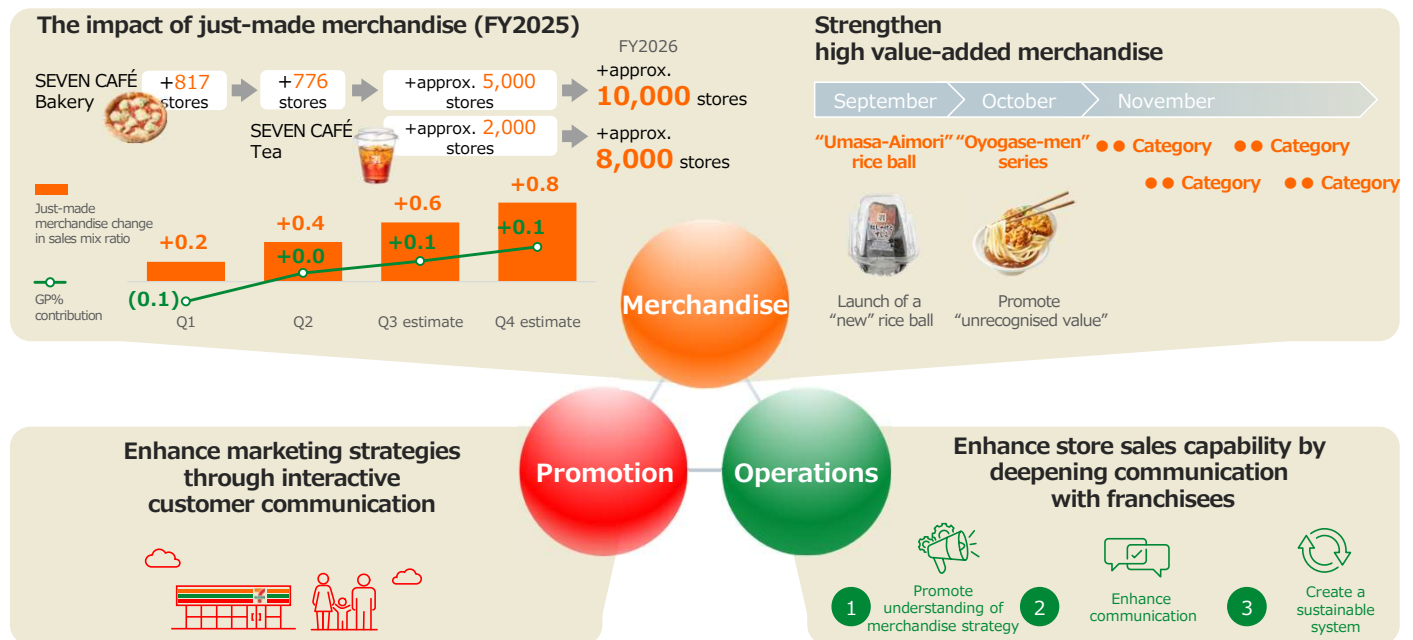 The impact of just-made merchandise (FY2025)
FY2026
SEVEN CAFÉ
Bakery
+817
stores
+776
stores
+approx. 5,000
stores
+approx.
10,000 stores
SEVEN CAFÉ
Tea
+approx. 2,000
stores
+approx.
8,000 stores
Just-made
merchandise change
in sales mix ratio
GP%
contribution
+0.2
+0.4
+0.6
+0.8
(0.1)
+0.0
+0.1
+0.1
Q1
Q2
Q3 estimate
Q4 estimate
Strengthen
high value-added merchandise
September
October
November
“Umasa-Aimori”
rice ball
“Oyogase-men”
series
●● Category
●● Category
●● Category
●● Category
Launch of a
“new” rice ball
Promote
“unrecognised value”
Merchandise
Promotion
Operations
Enhance marketing strategies
through interactive
customer communication
Enhance store sales capability by
deepening communication
with franchisees
1
Promote
understanding of
merchandise strategy
2
Enhance
communication
3
Create a
sustainable
system